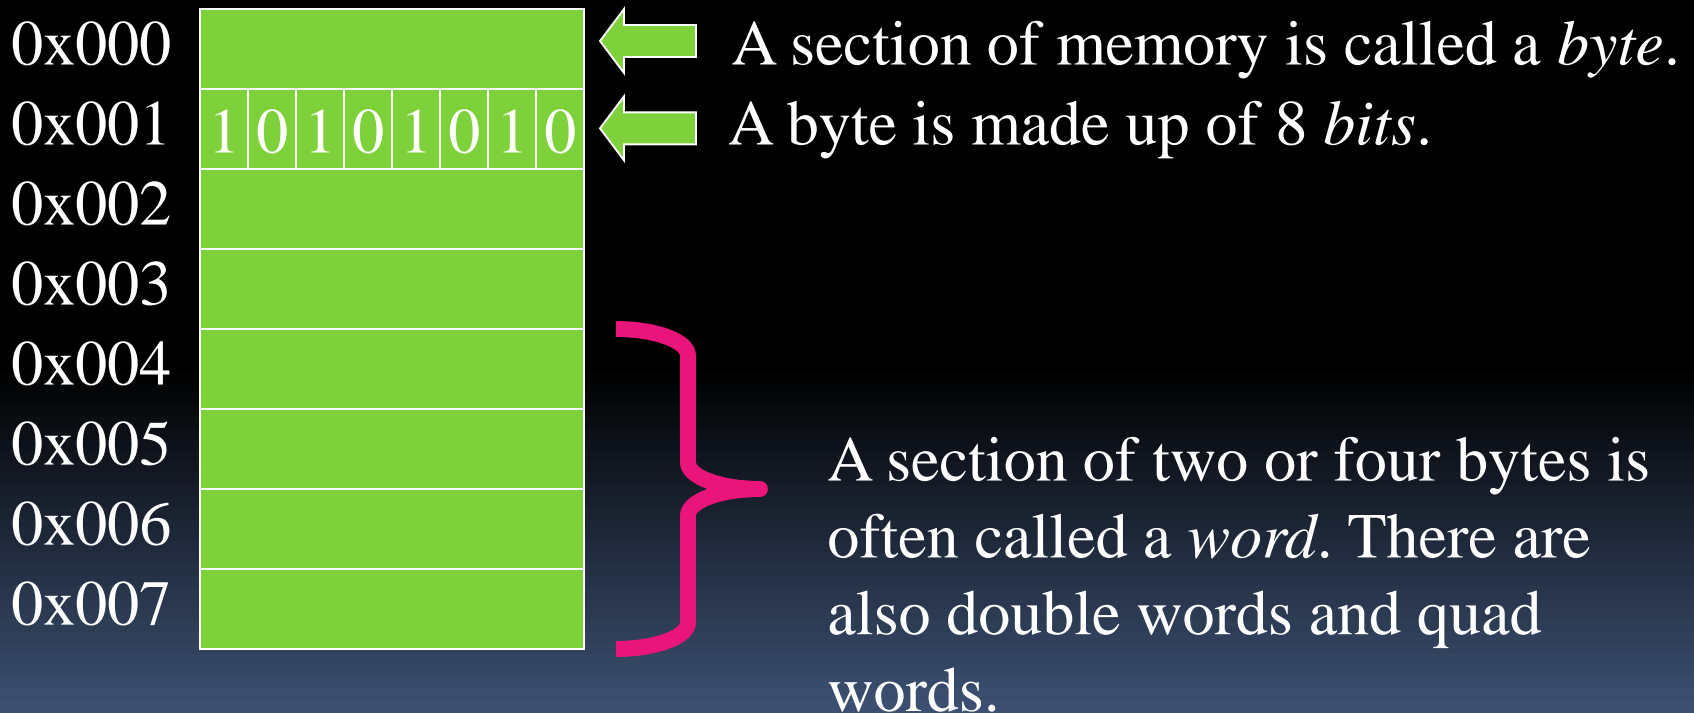 0x000 A section of memory is called a byte.
0x001 1 0 1 0 1 0 1 0 A byte is made up of 8 bits.
0x002
0x003
0x004
0x005
0x006
0x007
A section of two or four bytes is
often called a word. There are
also double words and quad
words.